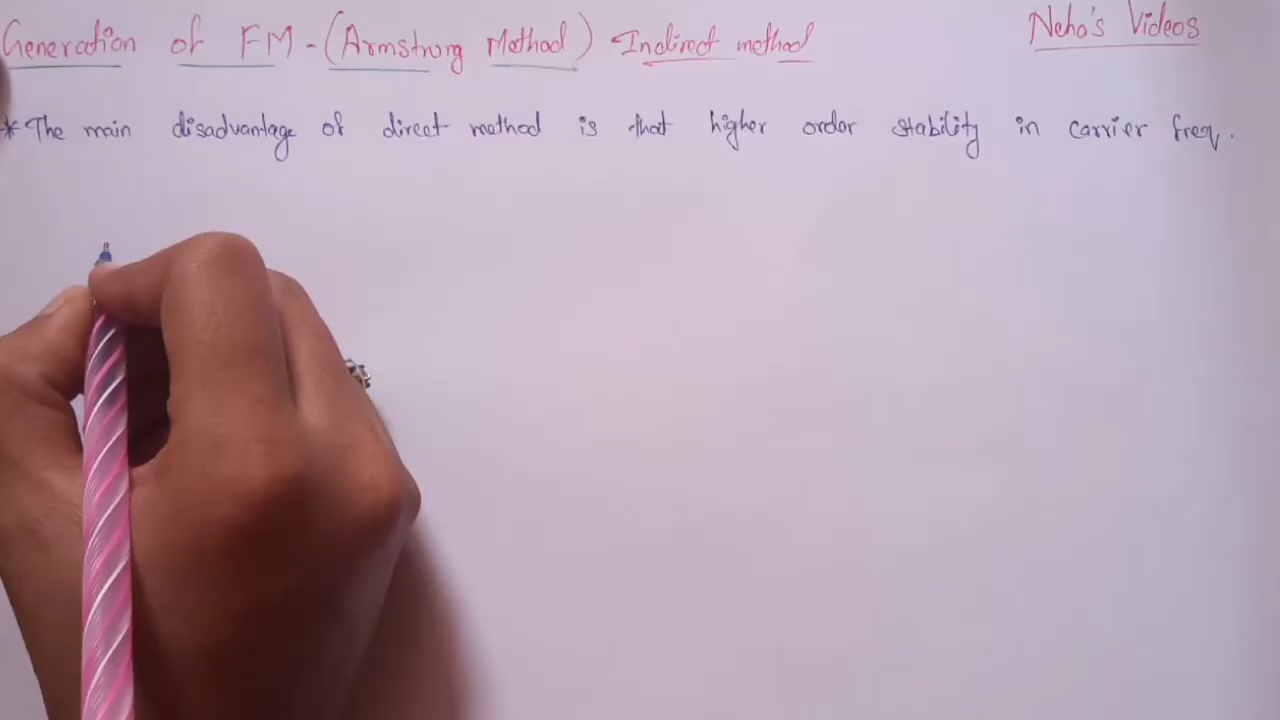 Generation of FM - (Armstrong Method) Indirect method
Neha's Videos
* The main disadvantage of direct method is that higher order stability in carrier freq.